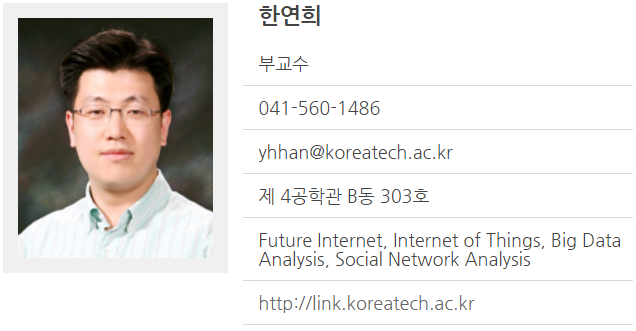 한연희
부교수
041-560-1486
yhhan@koreatech.ac.kr
제 4공학관 B동 303호
Future Internet, Internet of Things, Big Data
Analysis, Social Network Analysis
http://link.koreatech.ac.kr